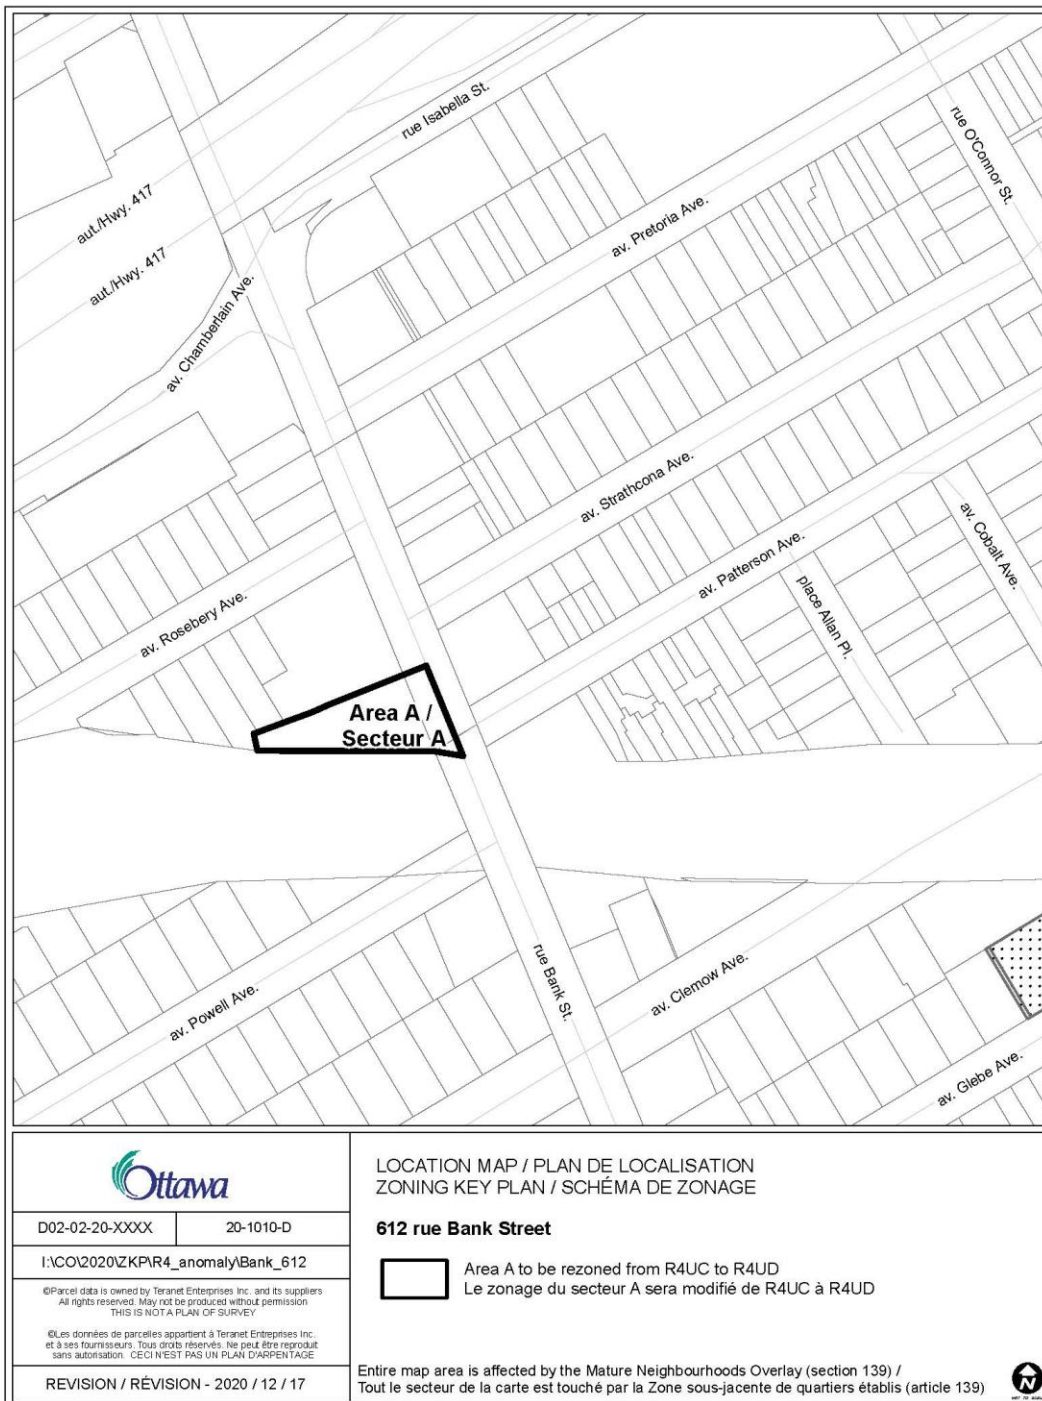 rue Isabella St.
rue O'Connor St.
aut./Hwy. 417
aut./Hwy. 417
av. Pretoria Ave.
av. Chamberlain Ave.
av. Strathcona Ave.
av. Patterson Ave.
av. Cobalt Ave.
place Allan Pl.
av. Rosebery Ave.
Area A /
Secteur A
rue Bank St.
av. Clemow Ave.
av. Powell Ave.
av. Glebe Ave.
Ottawa
D02-02-20-XXXX
20-1010-D
I:\CO\2020\ZKP\R4_anomaly\Bank_612
©Parcel data is owned by Teranet Enterprises Inc. and its suppliers
All rights reserved. May not be produced without permission
THIS IS NOT A PLAN OF SURVEY
©Les données de parcelles appartient à Teranet Entreprises Inc.
et à ses fournisseurs. Tous droits réservés. Ne peut être reproduit
sans autorisation. CECI N'EST PAS UN PLAN D'ARPENTAGE
REVISION / RÉVISION - 2020 / 12 / 17
LOCATION MAP / PLAN DE LOCALISATION
ZONING KEY PLAN / SCHÉMA DE ZONAGE
612 rue Bank Street
Area A to be rezoned from R4UC to R4UD
Le zonage du secteur A sera modifié de R4UC à R4UD
Entire map area is affected by the Mature Neighbourhoods Overlay (section 139) /
Tout le secteur de la carte est touché par la Zone sous-jacente de quartiers établis (article 139)
N